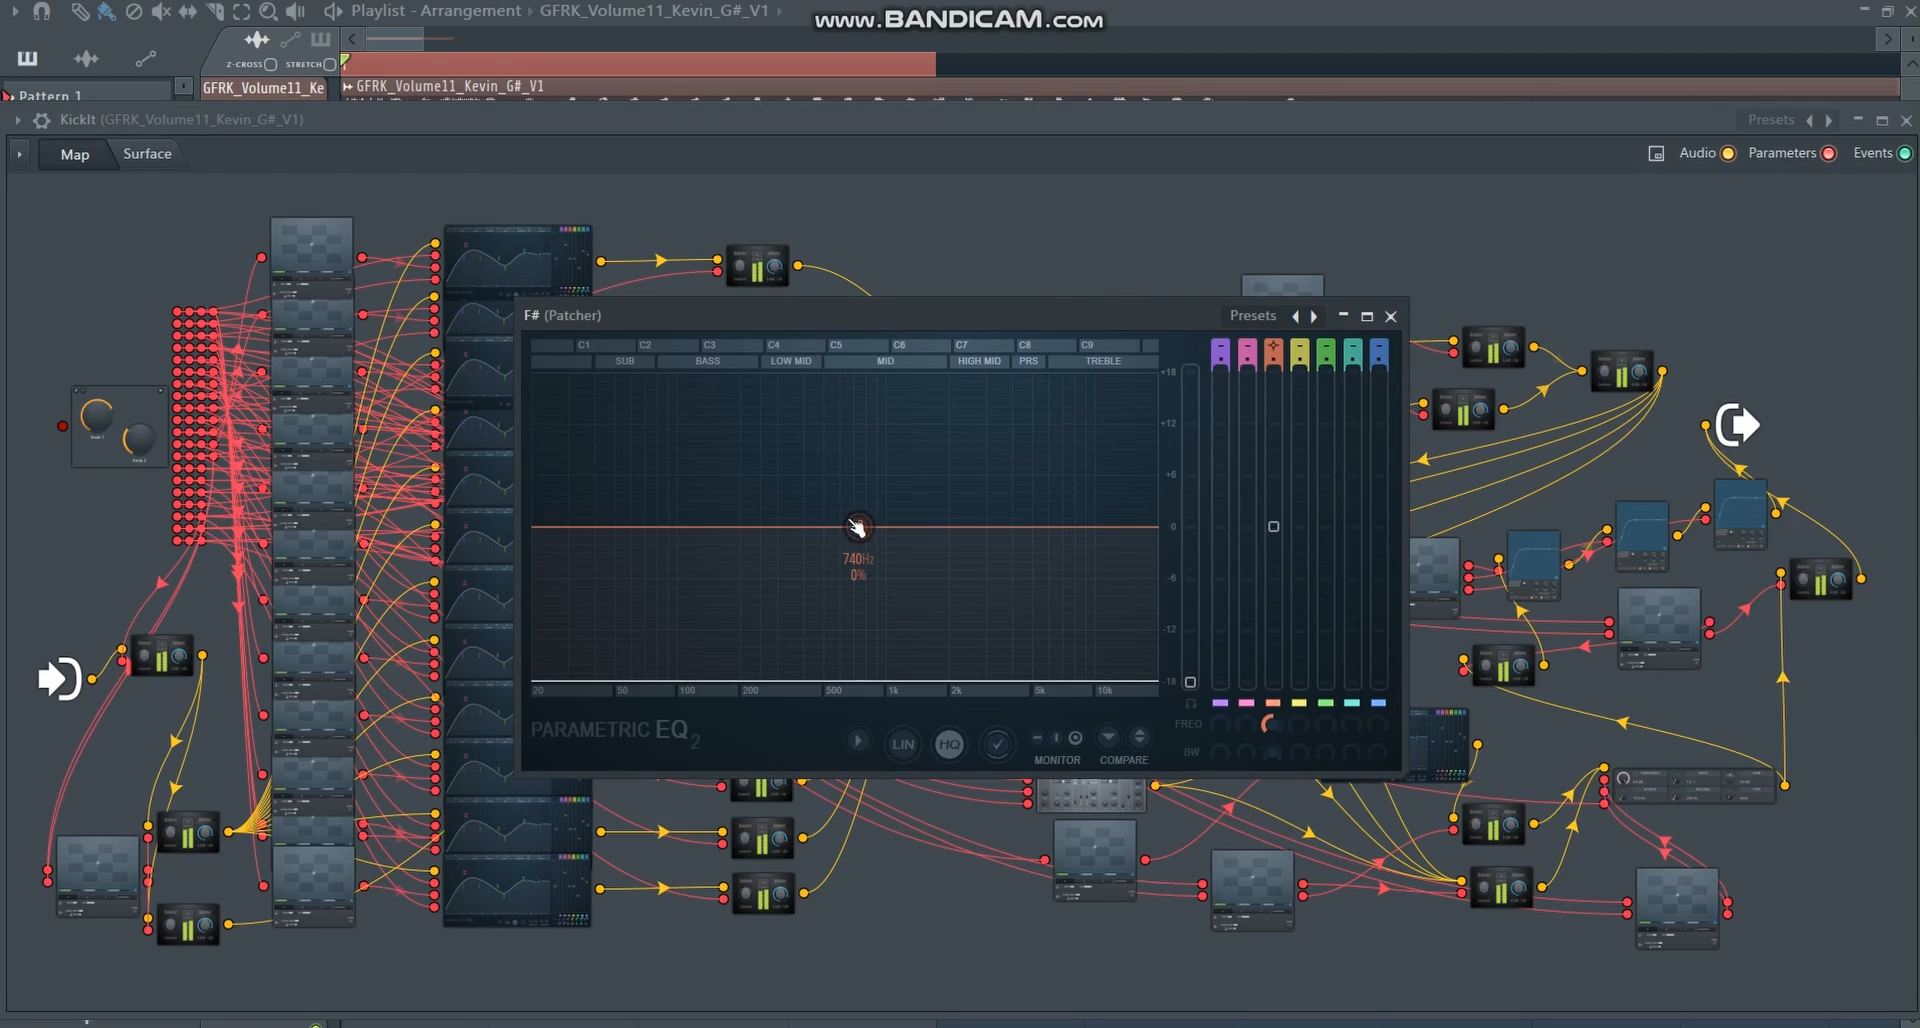 Playlist - Arrangement › GFRK_Volume11_Kevin_G#_V1 ›
www.BANDICAM.com
Z-CROSS STRETCH
Pattern 1
GFRK_Volume11_Ke
GFRK_Volume11_Kevin_G#_V1
KickIt (GFRK_Volume11_Kevin_G#_V1)
Presets
Map Surface
Audio Parameters Events
F# (Patcher)
Presets
C1 C2 C3 C4 C5 C6 C7 C8 C9
SUB BASS LOW MID MID HIGH MID PRS TREBLE
+18
+12
+6
0
-6
-12
-18
740Hz
0%
20 50 100 200 500 1k 2k 5k 10k
PARAMETRIC EQ 2
LIN HQ
MONITOR COMPARE
FREQ
BW